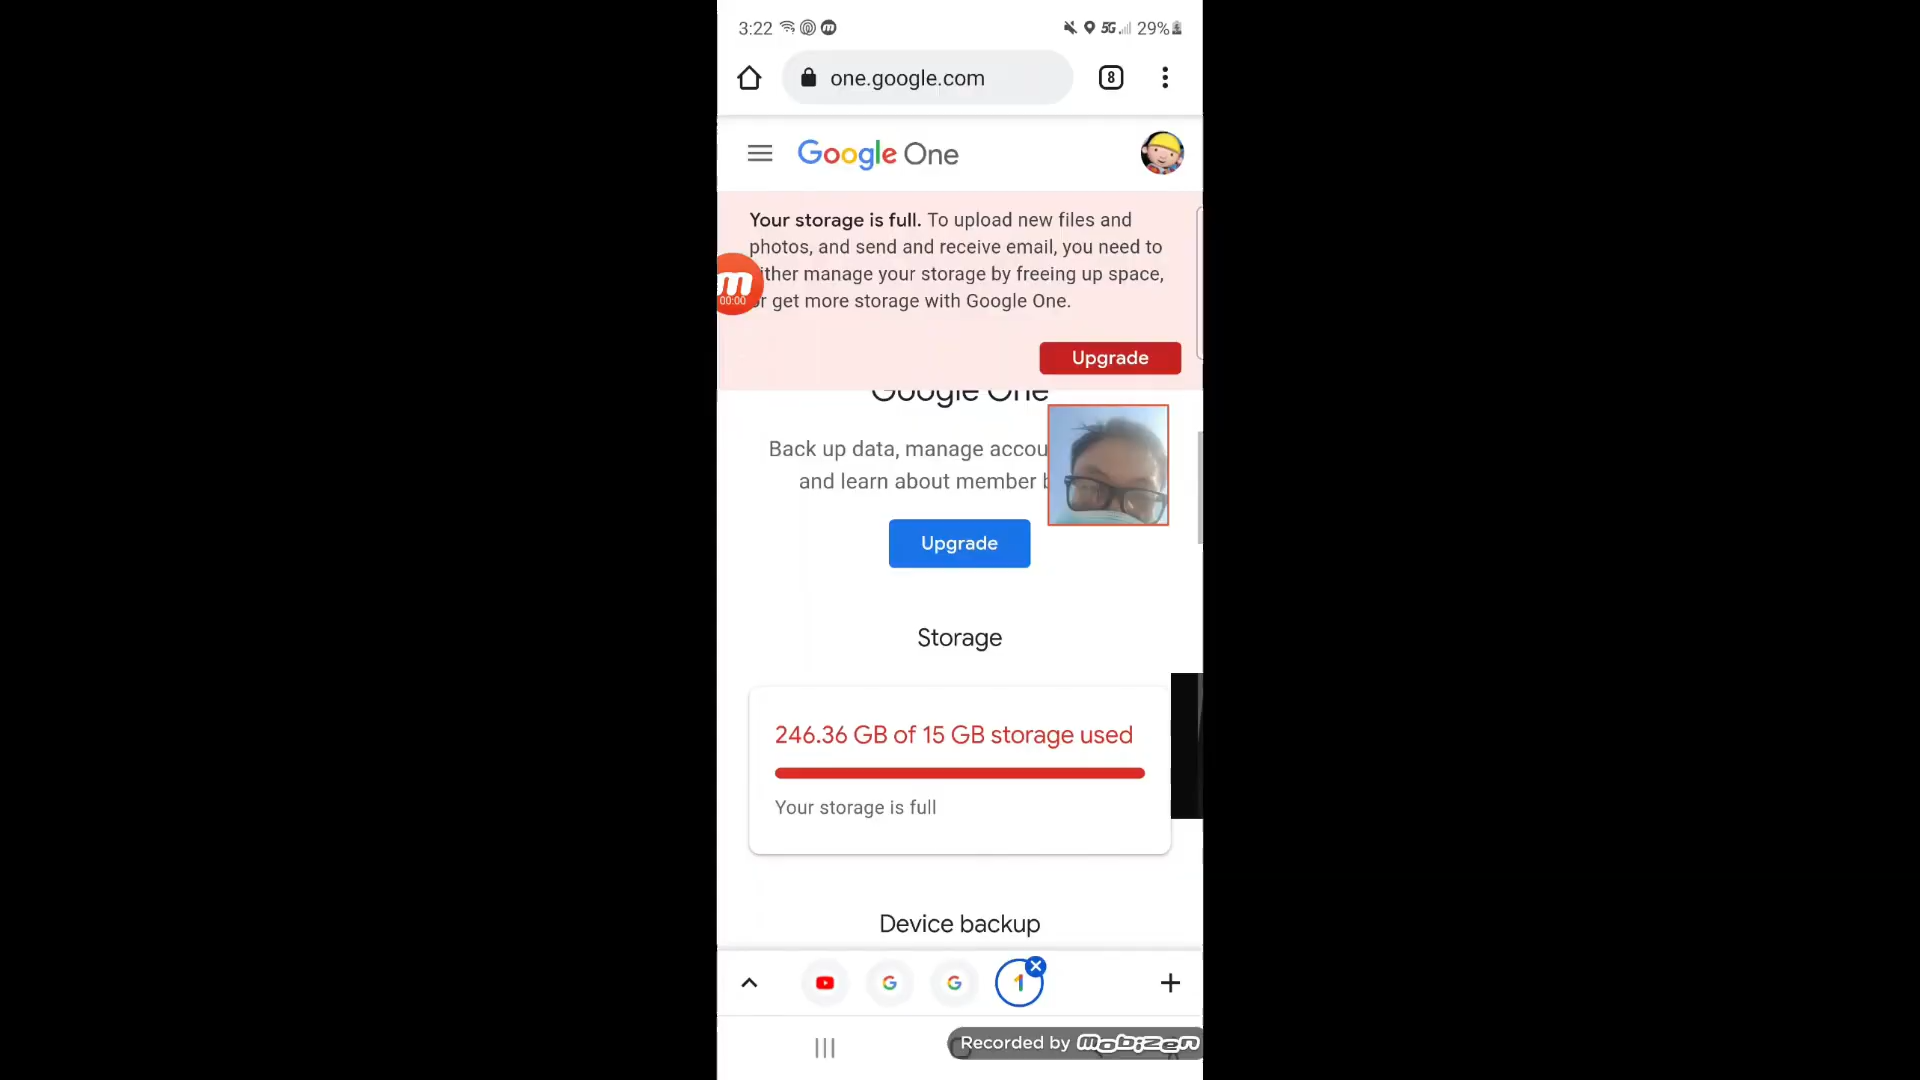 3:22 5G 29%
one.google.com 8
Google One
Your storage is full. To upload new files and
photos, and send and receive email, you need to
ither manage your storage by freeing up space,
r get more storage with Google One.
m
00:00
Upgrade
Google One
Back up data, manage accou
and learn about member
Upgrade
Storage
246.36 GB of 15 GB storage used
Your storage is full
Device backup
Recorded by mobizen